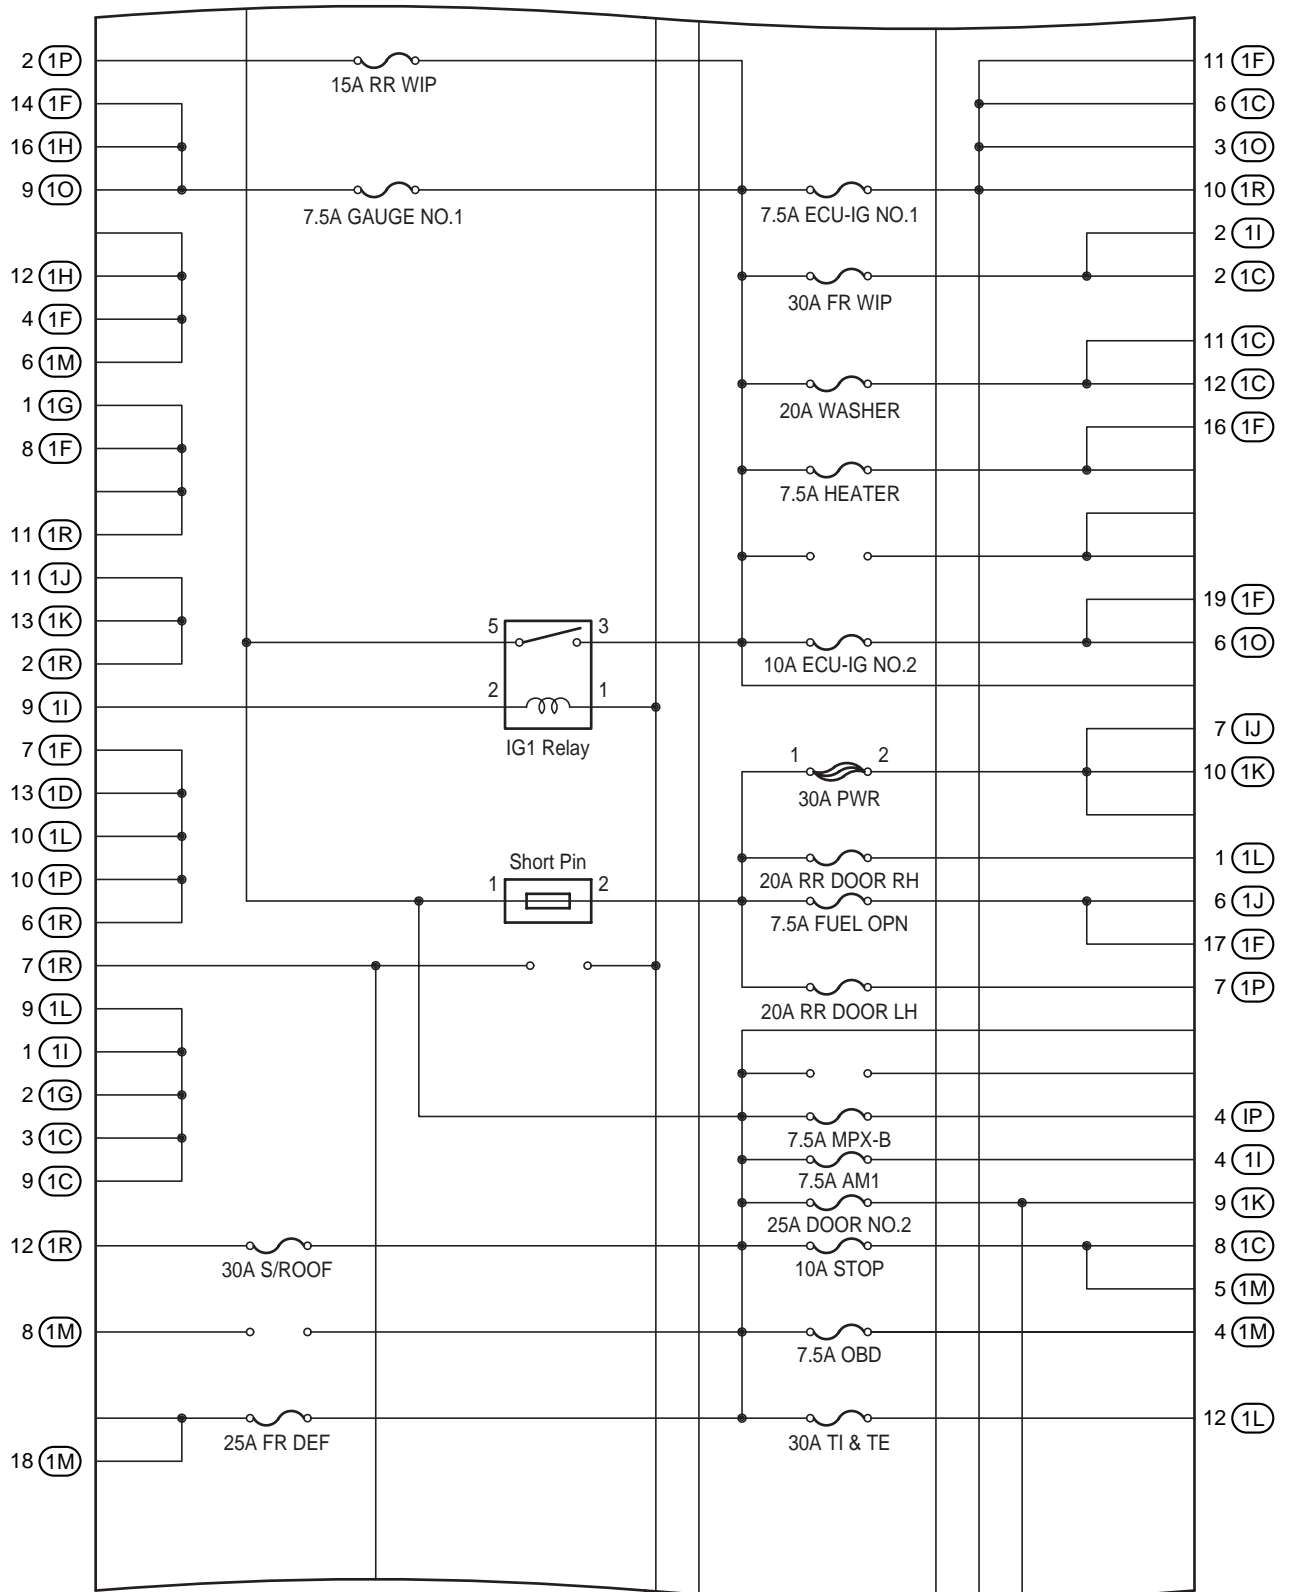 2 1P
15A RR WIP
11 1F
14 1F
6 1C
16 1H
3 1O
9 1O
7.5A GAUGE NO.1
7.5A ECU-IG NO.1
10 1R
2 1I
12 1H
30A FR WIP
2 1C
4 1F
11 1C
6 1M
20A WASHER
12 1C
1 1G
16 1F
8 1F
7.5A HEATER
11 1R
11 1J
19 1F
13 1K
5 3
10A ECU-IG NO.2
6 1O
2 1R
9 1I
2 1
IG1 Relay
7 IJ
7 1F
1 2
30A PWR
10 1K
13 1D
10 1L
Short Pin
20A RR DOOR RH
1 1L
10 1P
1 2
7.5A FUEL OPN
6 1J
6 1R
17 1F
7 1R
20A RR DOOR LH
7 1P
9 1L
1 1I
2 1G
7.5A MPX-B
4 IP
3 1C
7.5A AM1
4 1I
9 1C
25A DOOR NO.2
9 1K
12 1R
30A S/ROOF
10A STOP
8 1C
5 1M
8 1M
7.5A OBD
4 1M
25A FR DEF
30A TI & TE
12 1L
18 1M